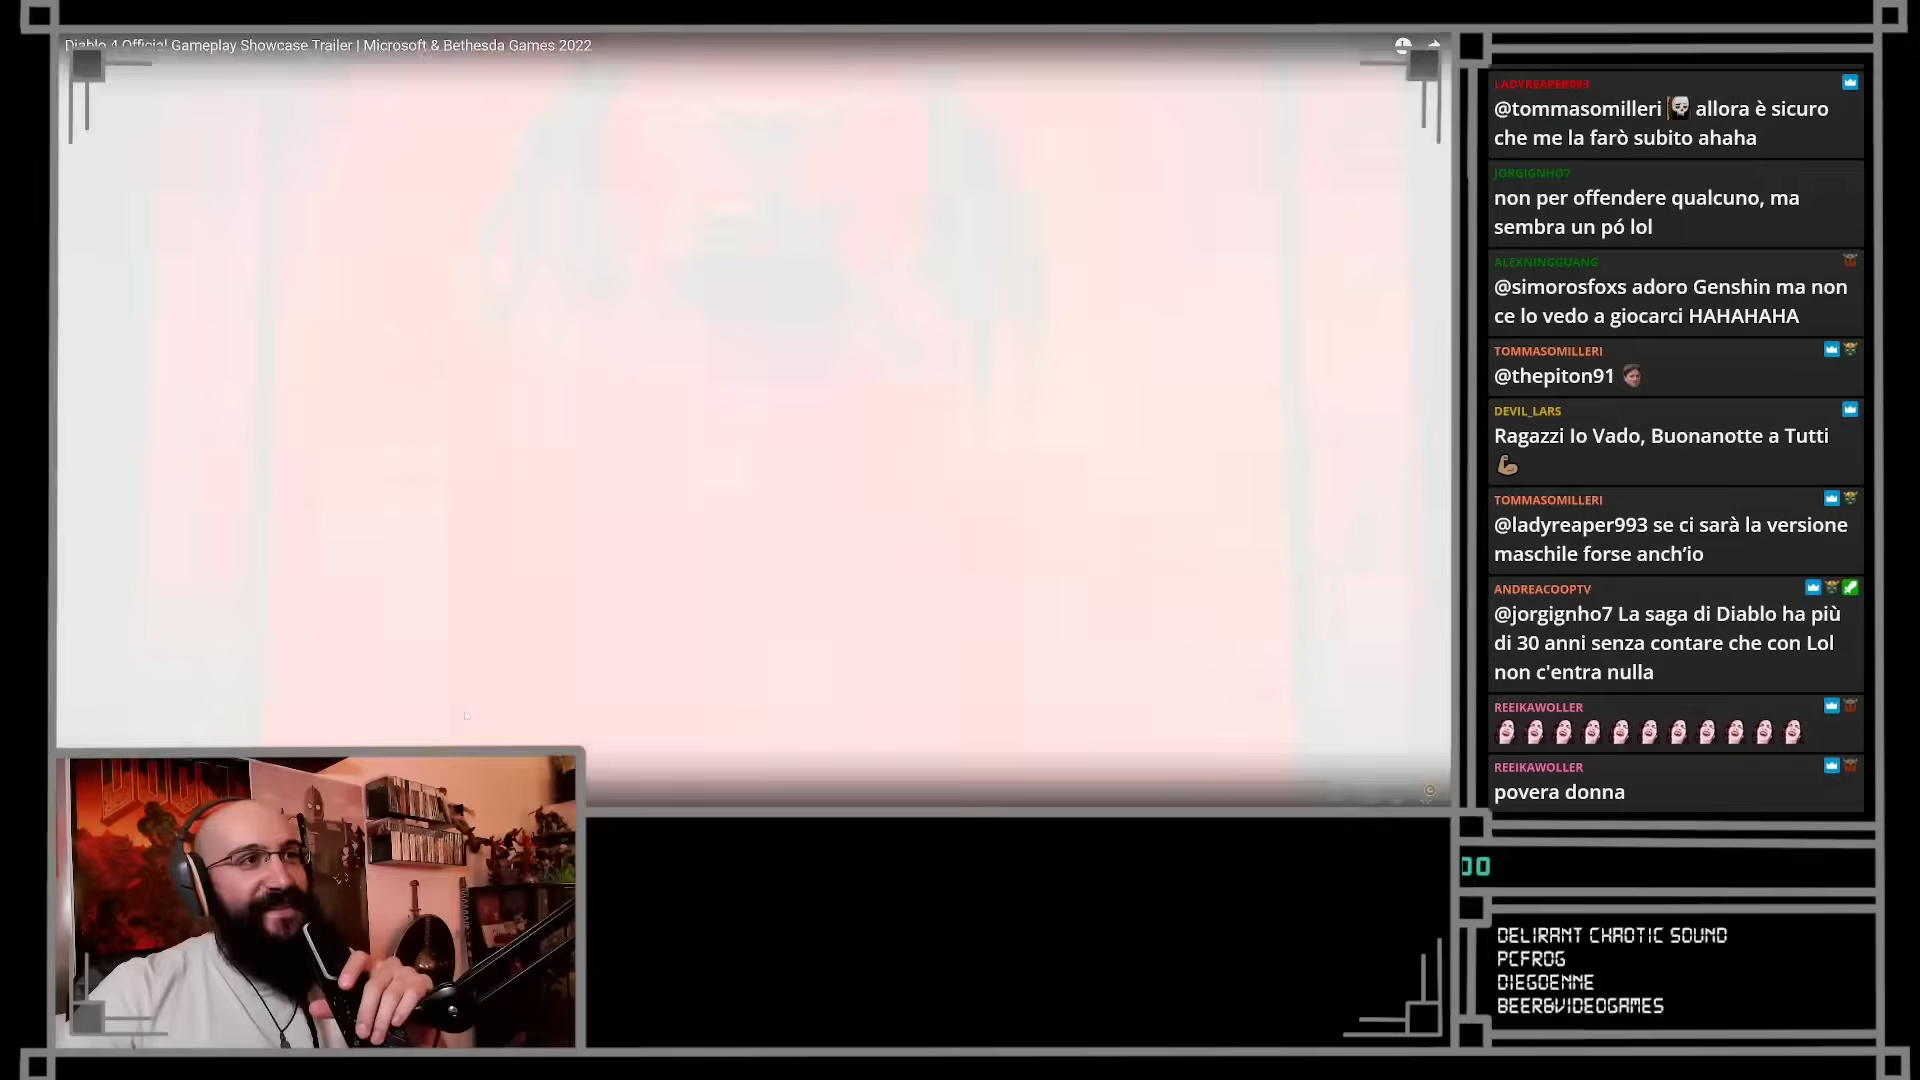 Diablo 4 Official Gameplay Showcase Trailer | Microsoft & Bethesda Games 2022
LADYREAPER993
@tommasomilleri allora è sicuro
che me la farò subito ahaha
JORGIGNHO7
non per offendere qualcuno, ma
sembra un pó lol
ALEXNINGGUANG
@simorosfoxs adoro Genshin ma non
ce lo vedo a giocarci HAHAHAHA
TOMMASOMILLERI
@thepiton91
DEVIL_LARS
Ragazzi Io Vado, Buonanotte a Tutti
TOMMASOMILLERI
@ladyreaper993 se ci sarà la versione
maschile forse anch’io
ANDREACOOPTV
@jorgignho7 La saga di Diablo ha più
di 30 anni senza contare che con Lol
non c'entra nulla
REEIKAWOLLER
REEIKAWOLLER
povera donna
00
DELIRANT CHAOTIC SOUND
PCFROG
DIEGOENNE
BEER&VIDEOGAMES
DOOM